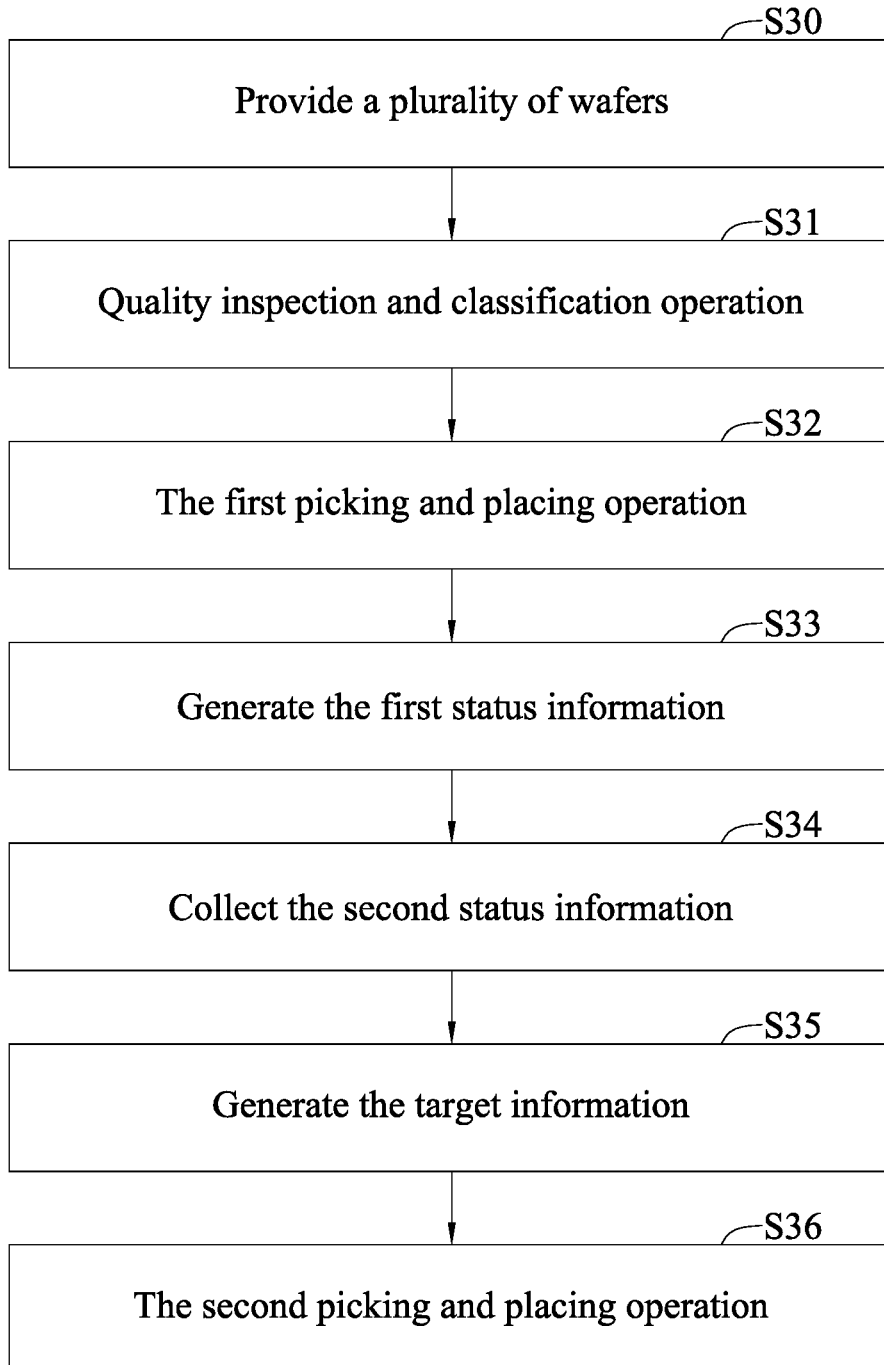 S30
Provide a plurality of wafers
S31
Quality inspection and classification operation
S32
The first picking and placing operation
S33
Generate the first status information
S34
Collect the second status information
S35
Generate the target information
S36
The second picking and placing operation